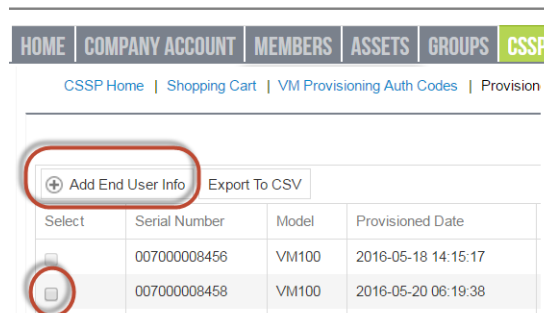 HOME COMPANY ACCOUNT MEMBERS ASSETS GROUPS CSSP
CSSP Home | Shopping Cart | VM Provisioning Auth Codes | Provision
Add End User Info Export To CSV
Select Serial Number Model Provisioned Date
007000008456 VM100 2016-05-18 14:15:17
007000008458 VM100 2016-05-20 06:19:38